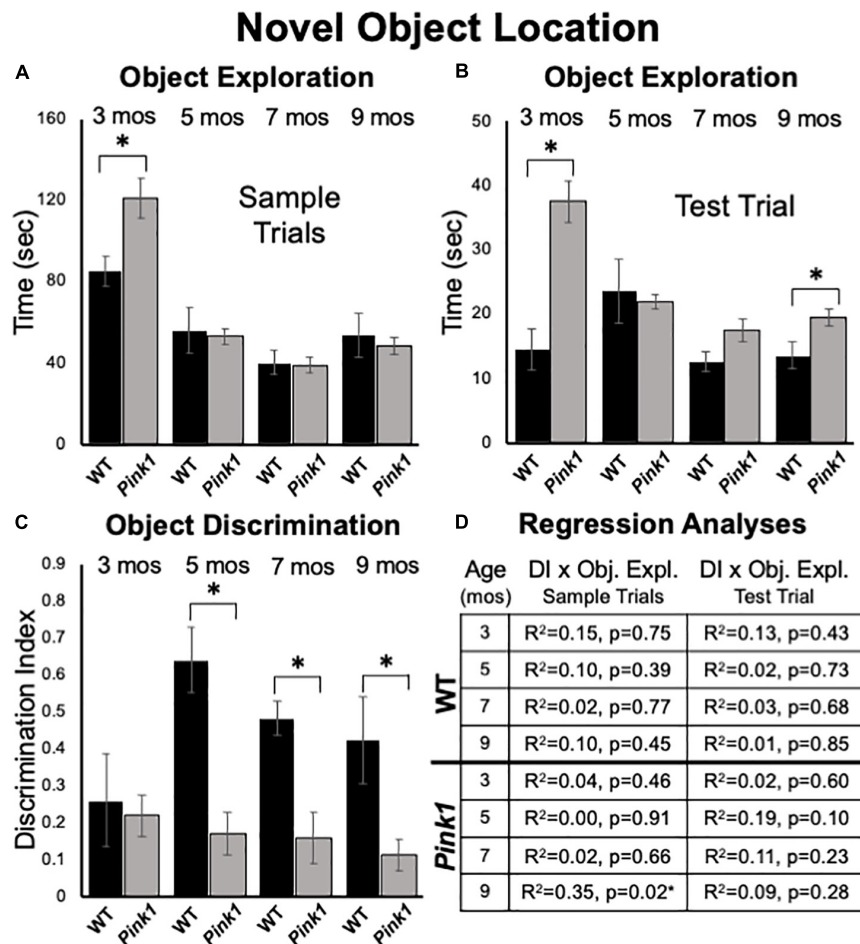 Novel Object Location
A
Object Exploration
3 mos 5 mos 7 mos 9 mos
*
Sample
Trials
Time (sec)
160
120
80
40
0
WT Pink1 WT Pink1 WT Pink1 WT Pink1
B
Object Exploration
3 mos 5 mos 7 mos 9 mos
*
*
Test Trial
Time (sec)
50
40
30
20
10
0
WT Pink1 WT Pink1 WT Pink1 WT Pink1
C
Object Discrimination
3 mos 5 mos 7 mos 9 mos
* * *
Discrimination Index
0.9
0.8
0.7
0.6
0.5
0.4
0.3
0.2
0.1
0
WT Pink1 WT Pink1 WT Pink1 WT Pink1
D
Regression Analyses
Age DI x Obj. Expl. DI x Obj. Expl.
(mos) Sample Trials Test Trial
WT
3 R²=0.15, p=0.75 R²=0.13, p=0.43
5 R²=0.10, p=0.39 R²=0.02, p=0.73
7 R²=0.02, p=0.77 R²=0.03, p=0.68
9 R²=0.10, p=0.45 R²=0.01, p=0.85
Pink1
3 R²=0.04, p=0.46 R²=0.02, p=0.60
5 R²=0.00, p=0.91 R²=0.19, p=0.10
7 R²=0.02, p=0.66 R²=0.11, p=0.23
9 R²=0.35, p=0.02* R²=0.09, p=0.28